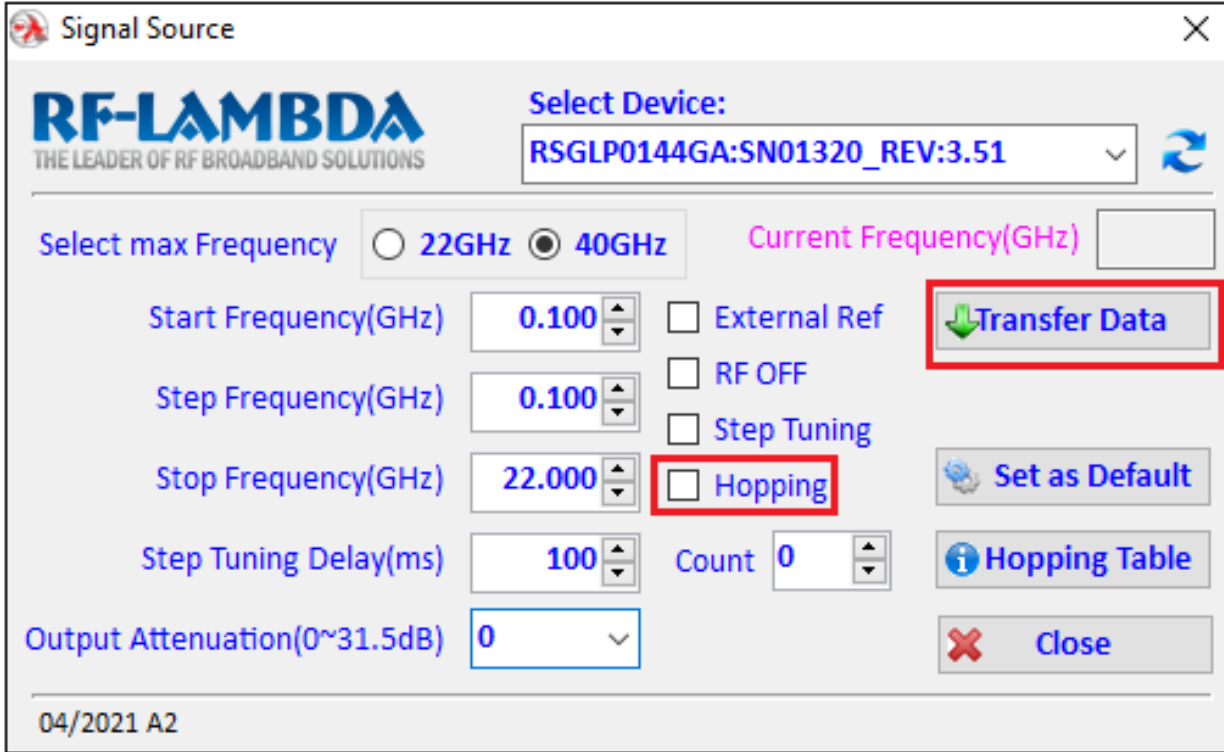 Signal Source
RF-LAMBDA
THE LEADER OF RF BROADBAND SOLUTIONS
Select Device:
RSGLP0144GA:SN01320_REV:3.51
Select max Frequency 22GHz 40GHz
Current Frequency(GHz)
Start Frequency(GHz) 0.100 External Ref Transfer Data
RF OFF
Step Frequency(GHz) 0.100
Step Tuning
Stop Frequency(GHz) 22.000 Hopping Set as Default
Step Tuning Delay(ms) 100 Count 0 Hopping Table
Output Attenuation(0~31.5dB) 0 Close
04/2021 A2